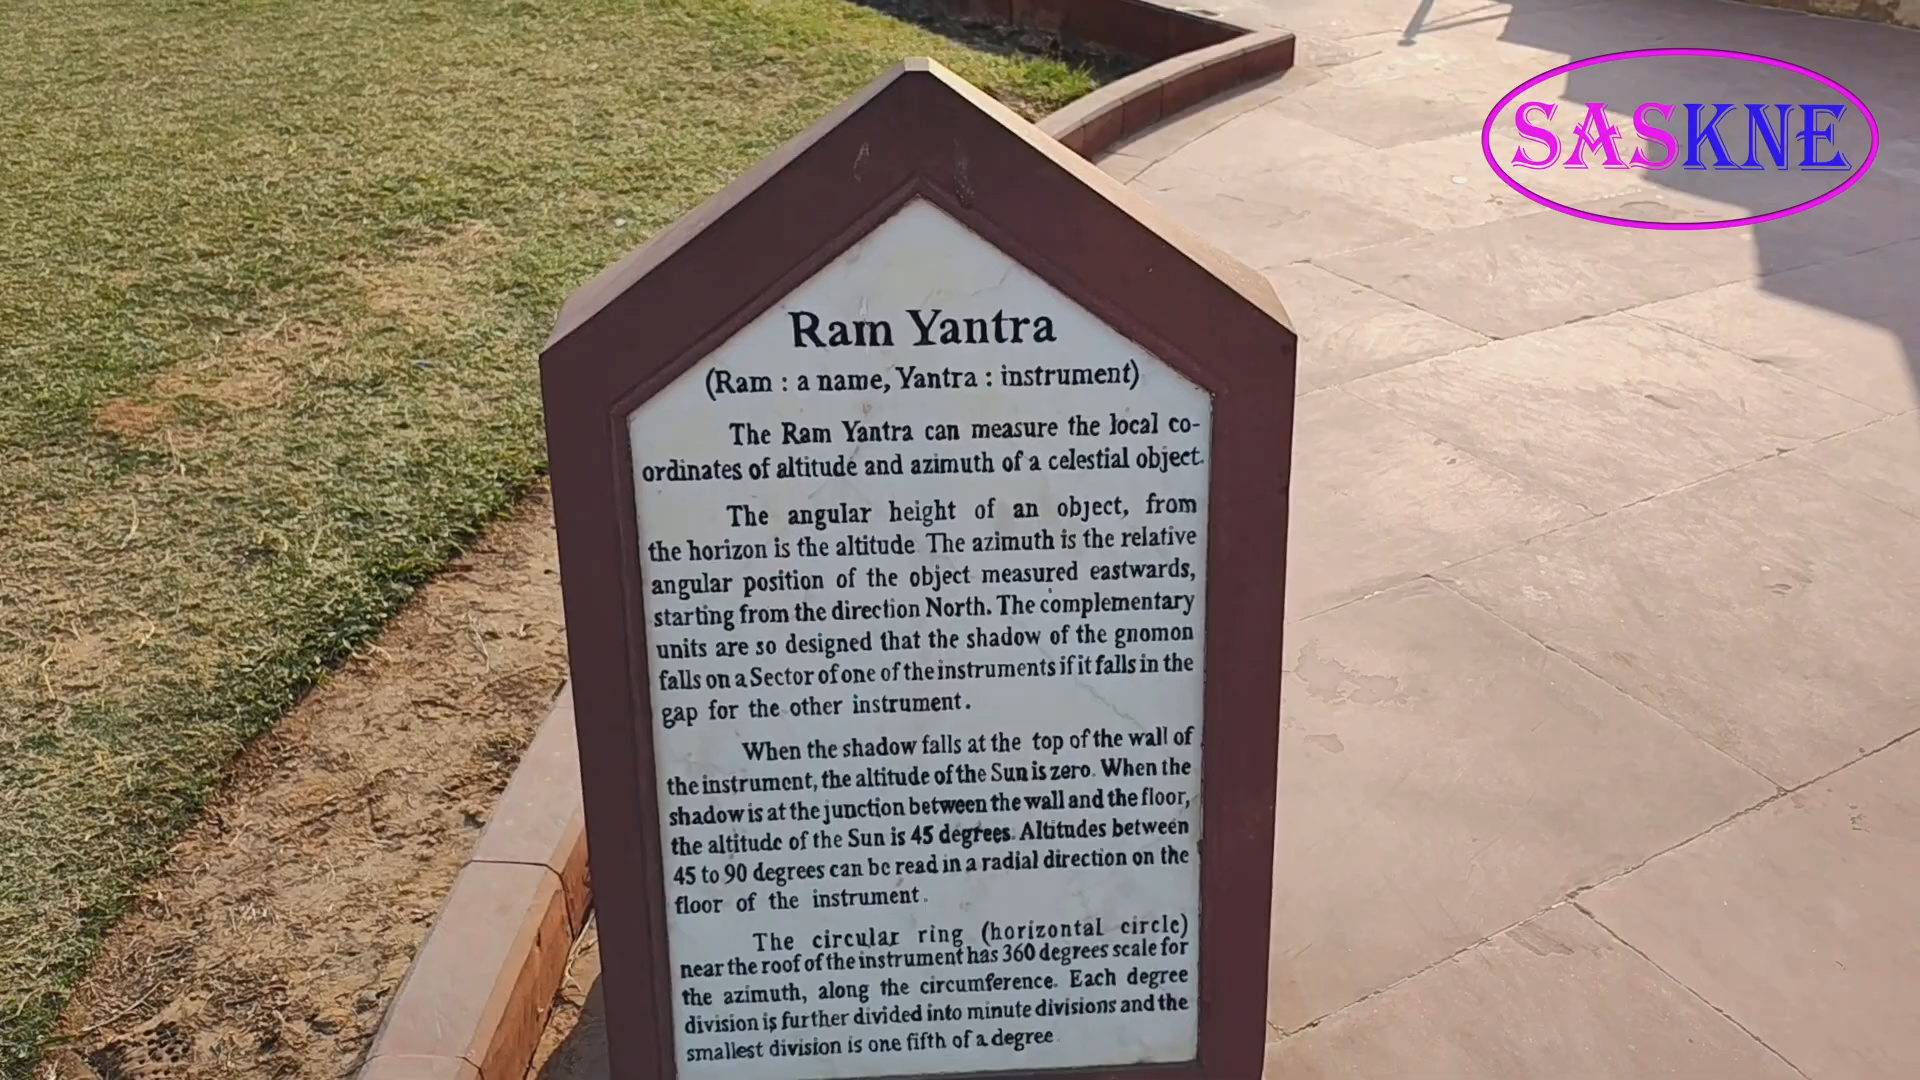 SASKNE
Ram Yantra
(Ram : a name, Yantra : instrument)
The Ram Yantra can measure the local co-
ordinates of altitude and azimuth of a celestial object.
The angular height of an object, from
the horizon is the altitude The azimuth is the relative
angular position of the object measured eastwards,
starting from the direction North. The complementary
units are so designed that the shadow of the gnomon
falls on a Sector of one of the instruments if it falls in the
gap for the other instrument.
When the shadow falls at the top of the wall of
the instrument, the altitude of the Sun is zero. When the
shadow is at the junction between the wall and the floor,
the altitude of the Sun is 45 degrees. Altitudes between
45 to 90 degrees can be read in a radial direction on the
floor of the instrument.
The circular ring (horizontal circle)
near the roof of the instrument has 360 degrees scale for
the azimuth, along the circumference. Each degree
division is further divided into minute divisions and the
smallest division is one fifth of a degree